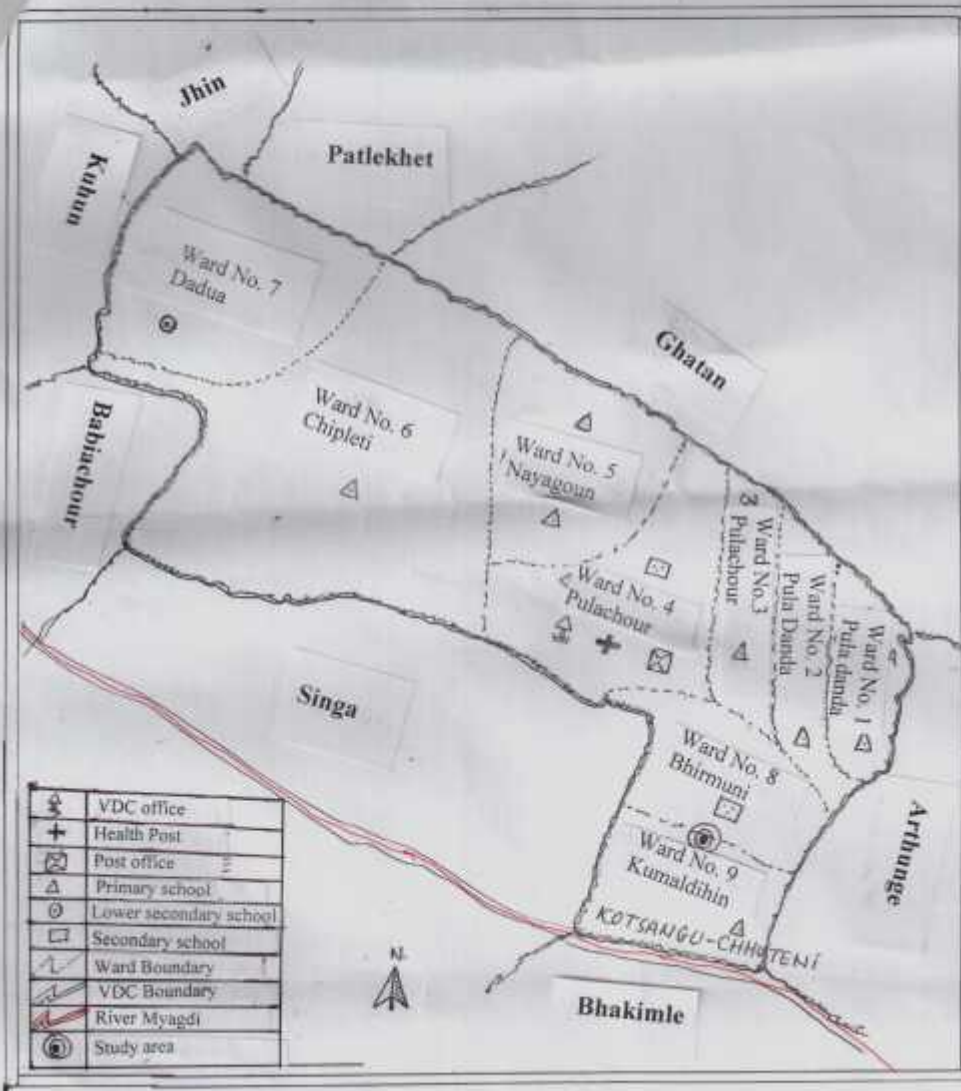 Jhin
Patlekhet
Kuhun
Ward No. 7
Dadua
Ghatan
Ward No. 6
Chipleti
Babiachour
Ward No. 5
Nayagoun
3
Ward No.3
Pulachour
Ward No. 2
Pula Danda
Ward No. 1
Pula danda
Ward No. 4
Pulachour
Singa
Ward No. 8
Bhirmuni
Arthunge
Ward No. 9
Kumaldihin
KOTSANGU-CHHUTENI
N
Bhakimle
VDC office
Health Post
Post office
Primary school
Lower secondary school
Secondary school
Ward Boundary
VDC Boundary
River Myagdi
Study area